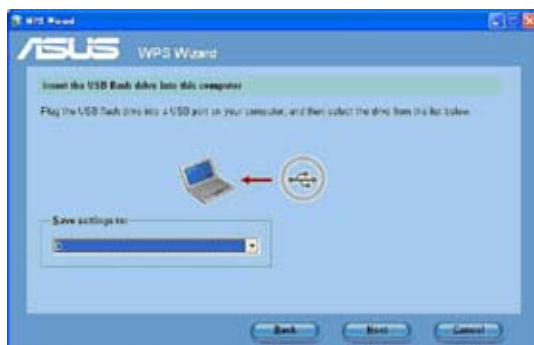 WPS Wizard
ASUS WPS Wizard
Insert the USB flash drive into this computer
Plug the USB flash drive into a USB port on your computer, and then select the drive from the list below.
Save settings to:
Back Next Cancel